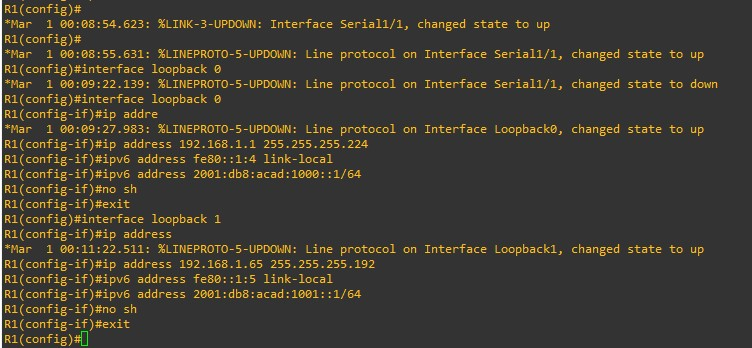 R1(config)#
*Mar  1 00:08:54.623: %LINK-3-UPDOWN: Interface Serial1/1, changed state to up
R1(config)#
*Mar  1 00:08:55.631: %LINEPROTO-5-UPDOWN: Line protocol on Interface Serial1/1, changed state to up
R1(config)#interface loopback 0
*Mar  1 00:09:22.139: %LINEPROTO-5-UPDOWN: Line protocol on Interface Serial1/1, changed state to down
R1(config)#interface loopback 0
R1(config-if)#ip addre
*Mar  1 00:09:27.983: %LINEPROTO-5-UPDOWN: Line protocol on Interface Loopback0, changed state to up
R1(config-if)#ip address 192.168.1.1 255.255.255.224
R1(config-if)#ipv6 address fe80::1:4 link-local
R1(config-if)#ipv6 address 2001:db8:acad:1000::1/64
R1(config-if)#no sh
R1(config-if)#exit
R1(config)#interface loopback 1
R1(config-if)#ip address
*Mar  1 00:11:22.511: %LINEPROTO-5-UPDOWN: Line protocol on Interface Loopback1, changed state to up
R1(config-if)#ip address 192.168.1.65 255.255.255.192
R1(config-if)#ipv6 address fe80::1:5 link-local
R1(config-if)#ipv6 address 2001:db8:acad:1001::1/64
R1(config-if)#no sh
R1(config-if)#exit
R1(config)#